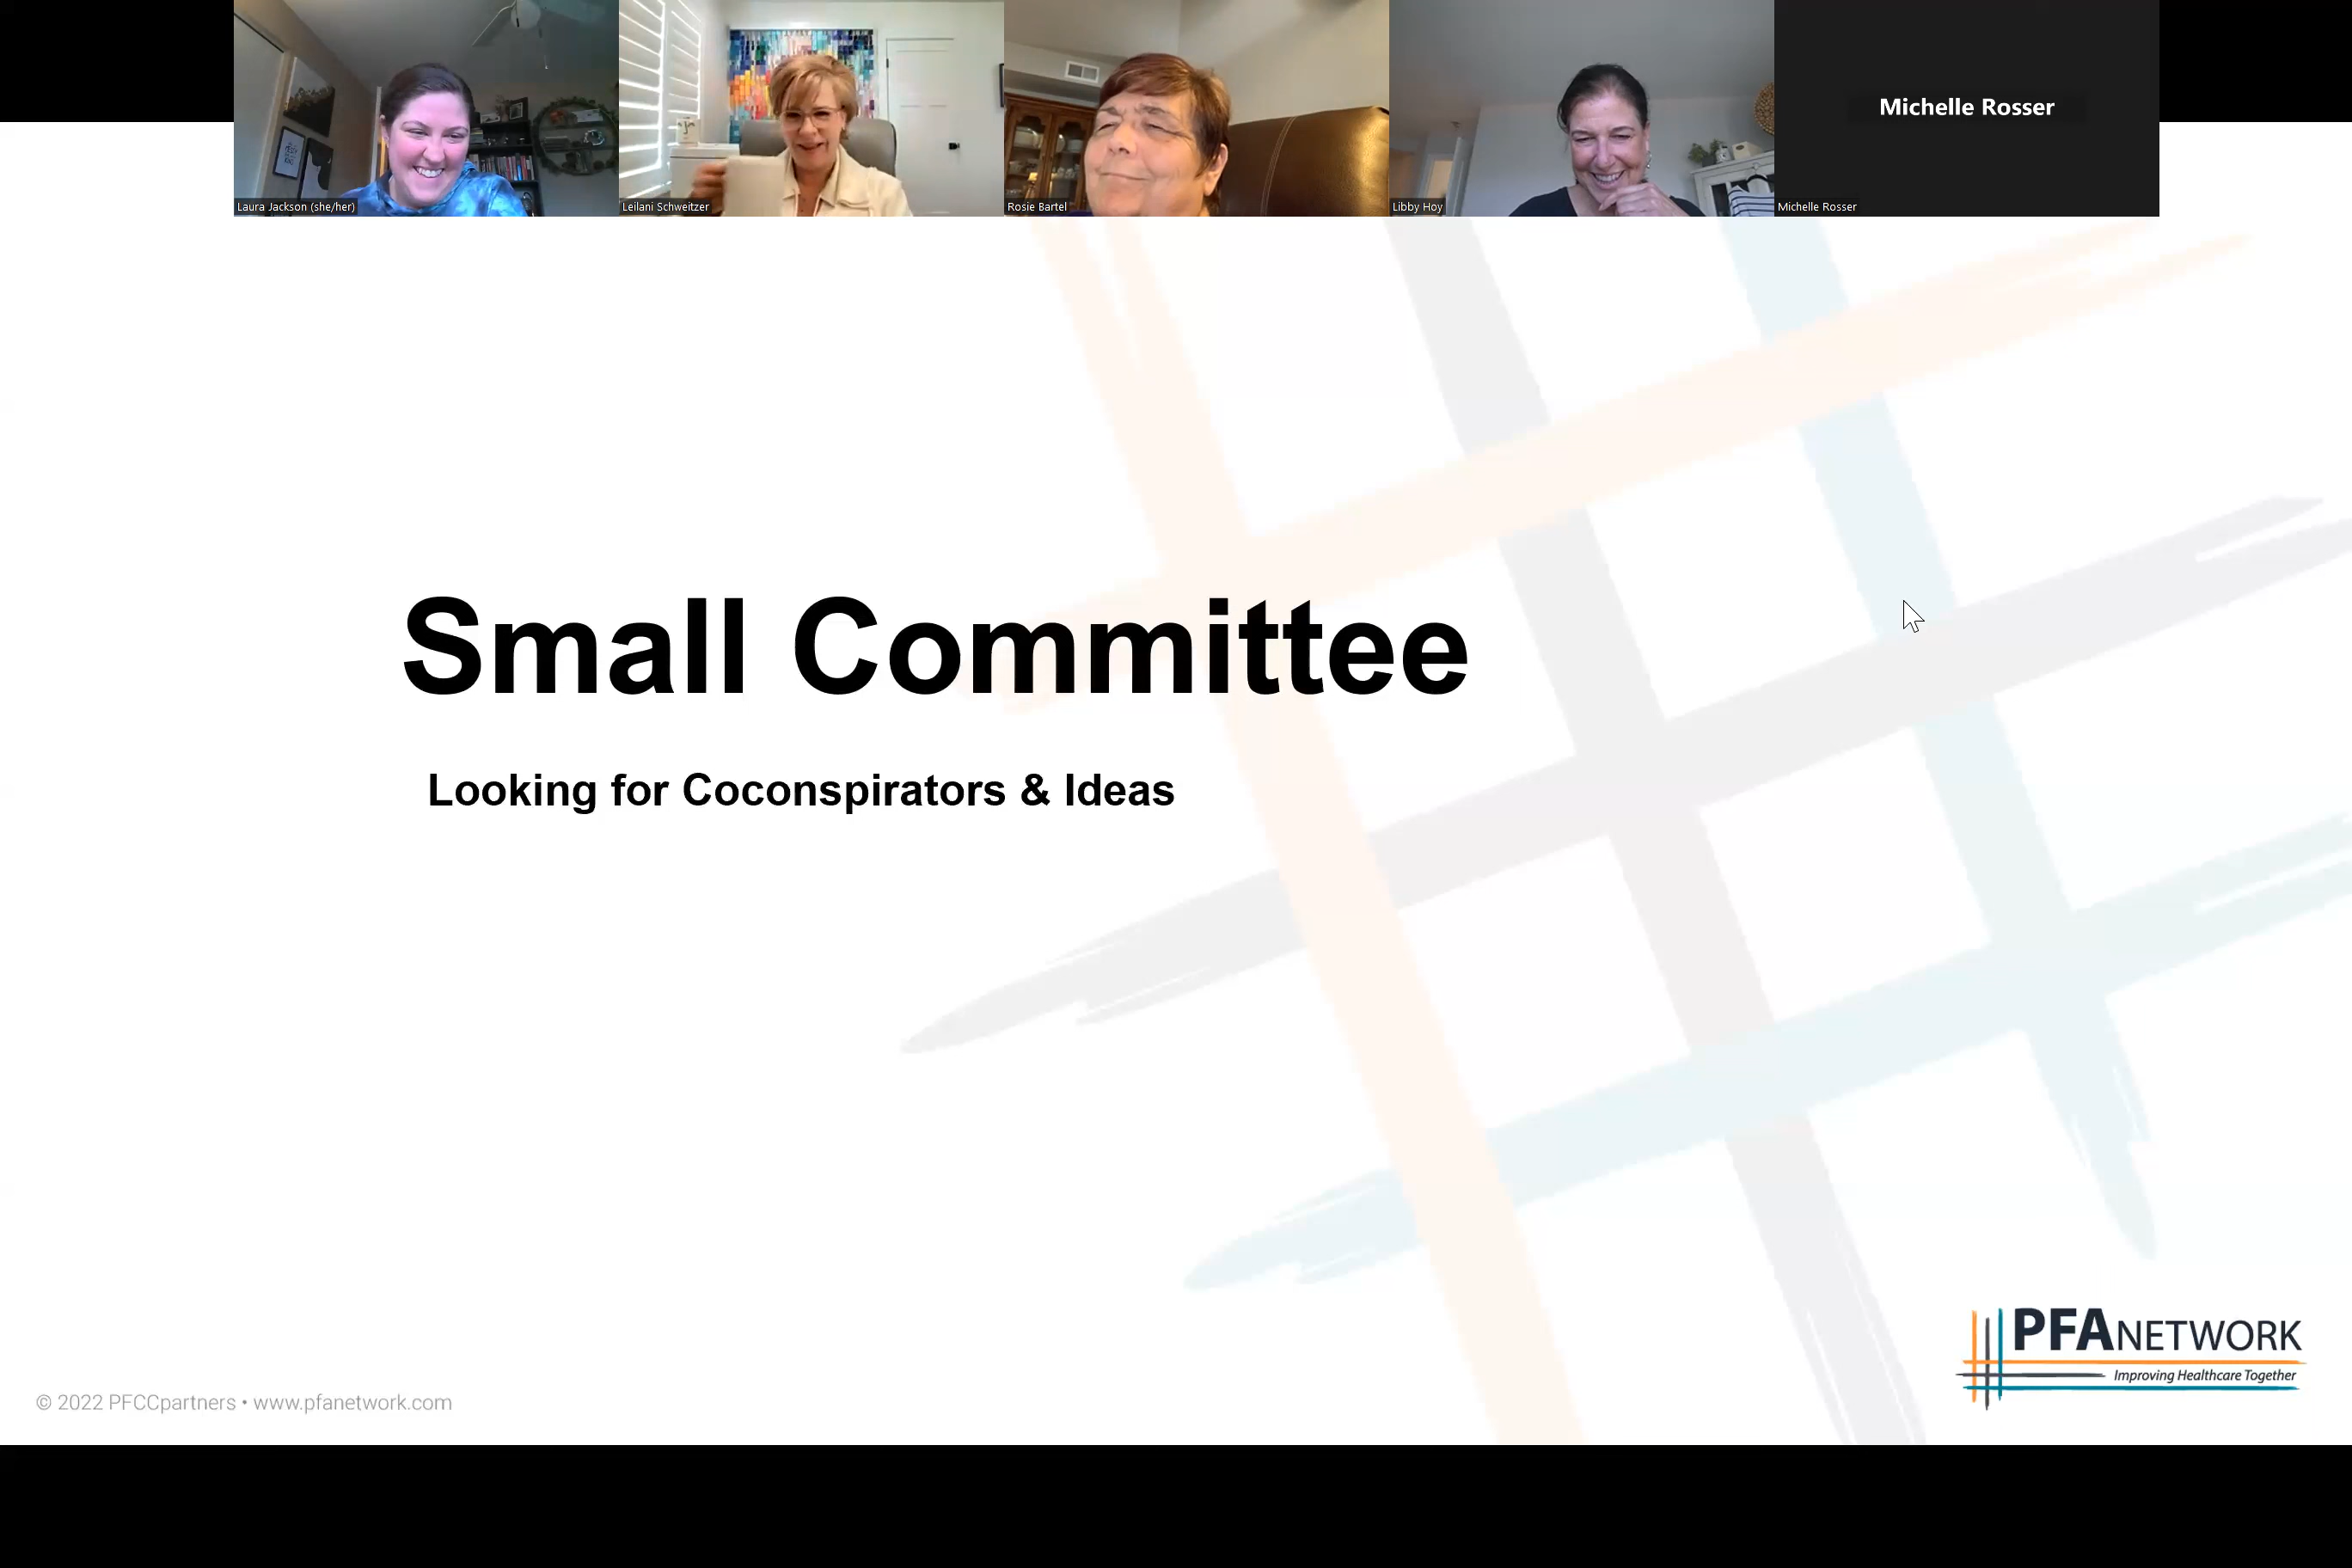 Michelle Rosser
Laura Jackson (she/her)
Leilani Schweitzer
Rosie Bartel
Libby Hoy
Michelle Rosser
Small Committee
Looking for Coconspirators & Ideas
PFANETWORK
Improving Healthcare Together
© 2022 PFCCpartners • www.pfanetwork.com